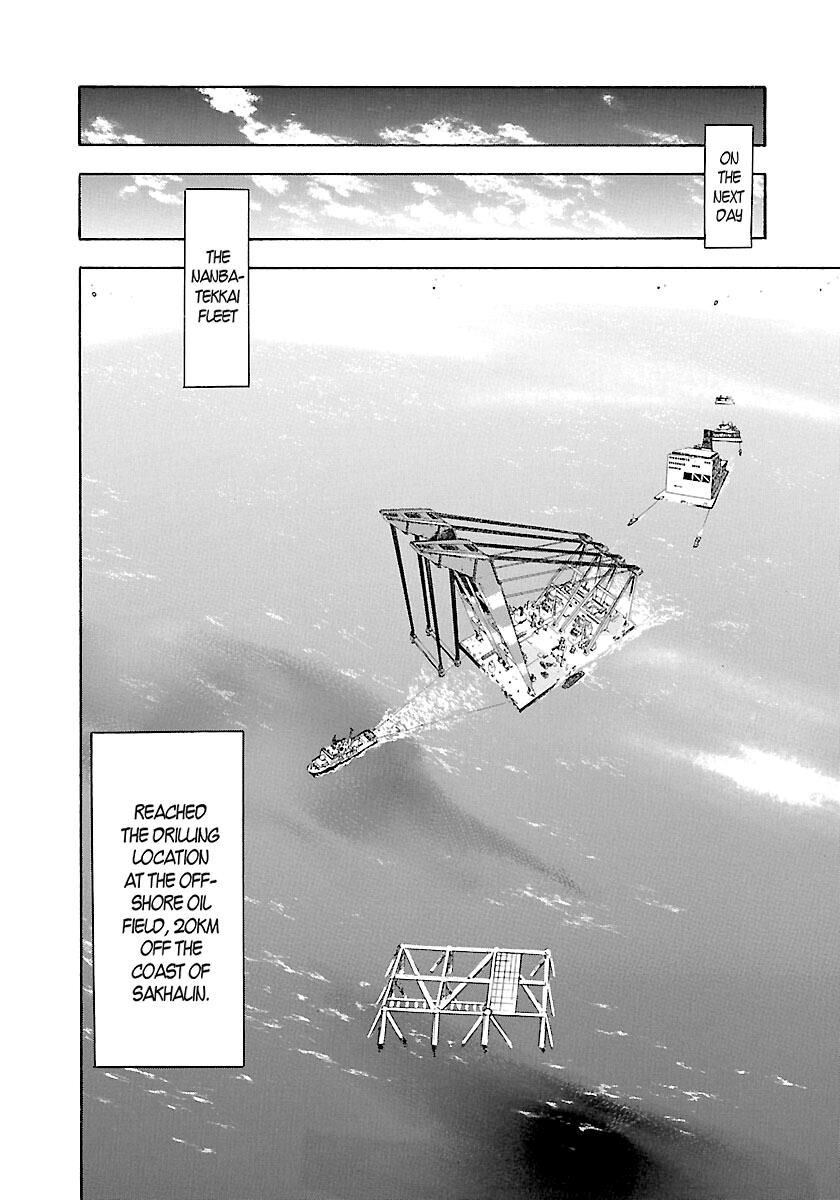 ON
THE
NEXT
DAY
THE
NANBA-
TEKKAI
FLEET
REACHED
THE DRILLING
LOCATION
AT THE OFF-
SHORE OIL
FIELD, 20KM
OFF THE
COAST OF
SAKHALIN.